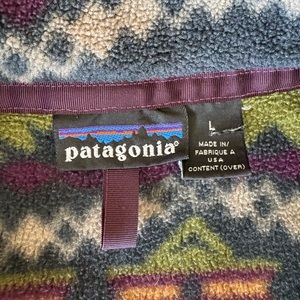 patagonia®
L
MADE IN/
FABRIQUE A
USA
CONTENT (OVER)